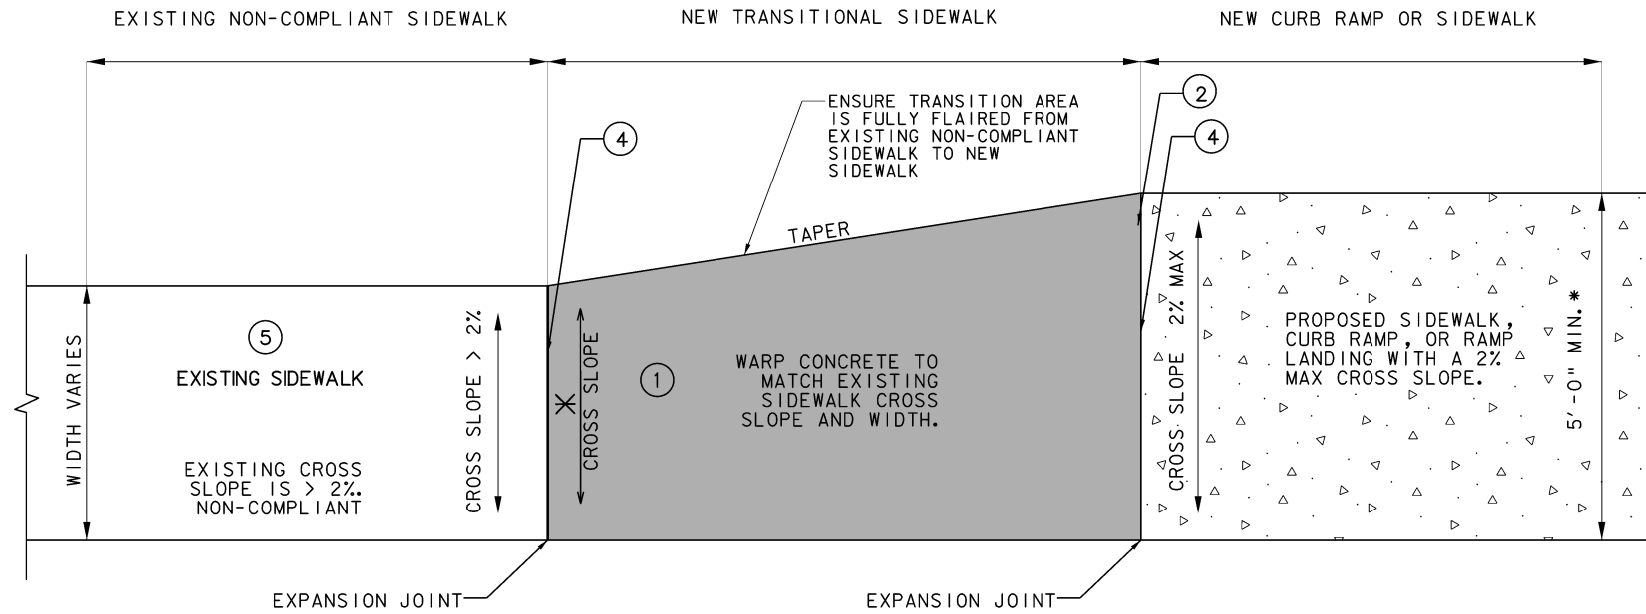 EXISTING NON-COMPLIANT SIDEWALK
NEW TRANSITIONAL SIDEWALK
NEW CURB RAMP OR SIDEWALK
ENSURE TRANSITION AREA
IS FULLY FLAIRED FROM
EXISTING NON-COMPLIANT
SIDEWALK TO NEW
SIDEWALK
2
4
4
TAPER
WIDTH VARIES
5
EXISTING SIDEWALK
EXISTING CROSS
SLOPE IS > 2%.
NON-COMPLIANT
CROSS SLOPE > 2%
* CROSS SLOPE
1
WARP CONCRETE TO
MATCH EXISTING
SIDEWALK CROSS
SLOPE AND WIDTH.
CROSS SLOPE 2% MAX
PROPOSED SIDEWALK,
CURB RAMP, OR RAMP
LANDING WITH A 2%
MAX CROSS SLOPE.
5'-0" MIN.*
EXPANSION JOINT
EXPANSION JOINT